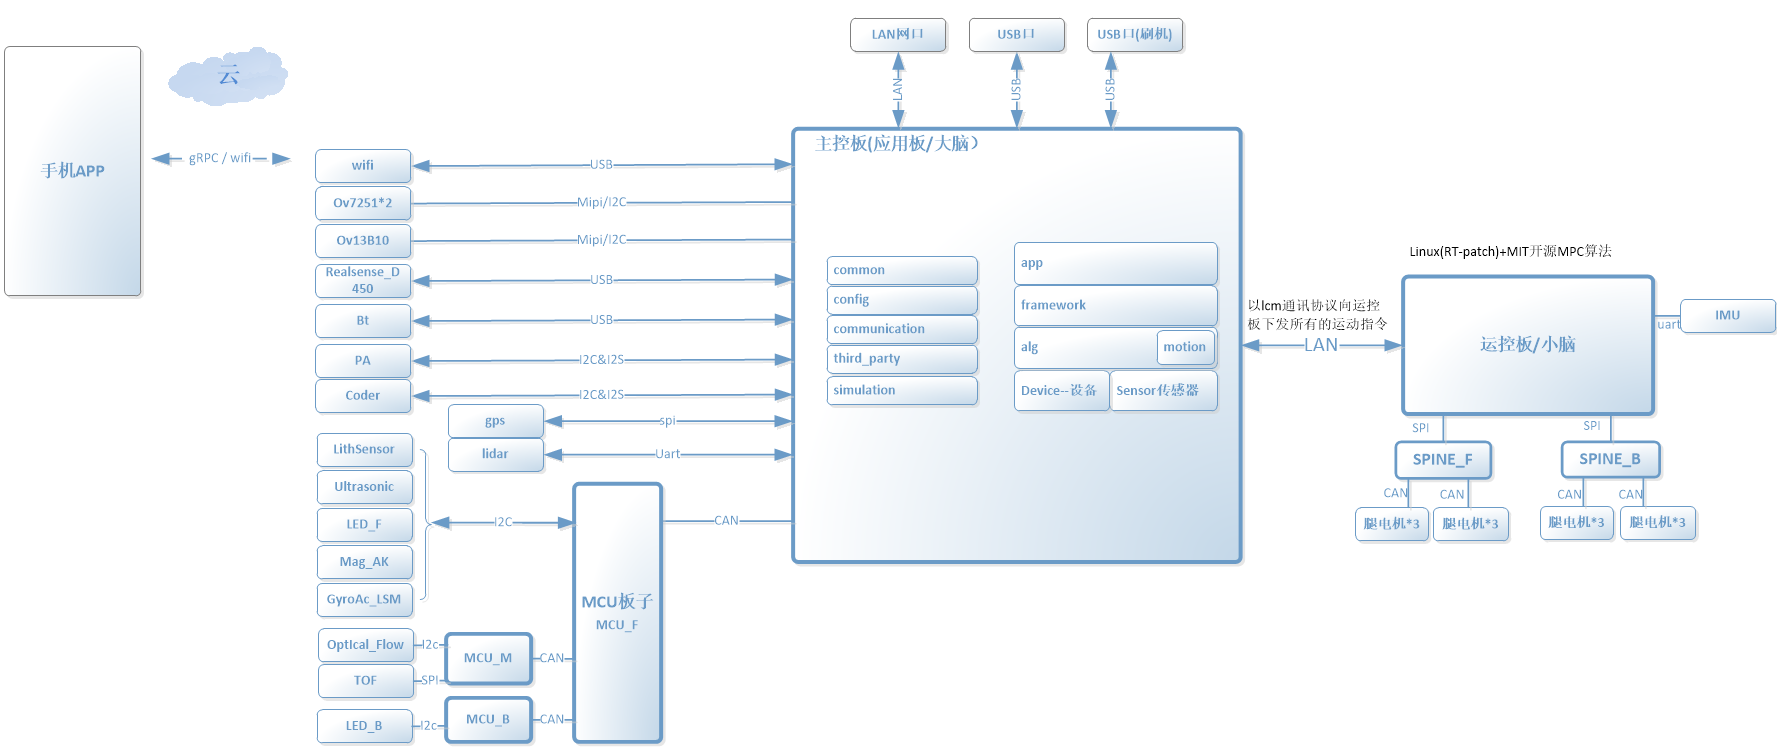 LAN网口
USB口
USB口(刷机)
云
LAN
USB
USB
手机APP
gRPC / wifi
主控板(应用板/大脑）
wifi
USB
Ov7251*2
Mipi/I2C
Ov13B10
Mipi/I2C
Realsense_D
450
USB
Bt
USB
PA
I2C&I2S
Coder
I2C&I2S
gps
spi
lidar
Uart
common
config
communication
third_party
simulation
app
framework
alg
motion
Device--设备
Sensor传感器
以lcm通讯协议向运控
板下发所有的运动指令
LAN
Linux(RT-patch)+MIT开源MPC算法
运控板/小脑
uart
IMU
SPI
SPI
SPINE_F
SPINE_B
CAN
CAN
CAN
CAN
腿电机*3
腿电机*3
腿电机*3
腿电机*3
LithSensor
Ultrasonic
LED_F
Mag_AK
GyroAc_LSM
I2C
CAN
MCU板子
MCU_F
OptIcal_Flow
I2c
TOF
SPI
MCU_M
CAN
LED_B
I2c
MCU_B
CAN